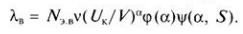 λ_в = N_э.в ν(U_к/V)^α φ(α)ψ(α, S).